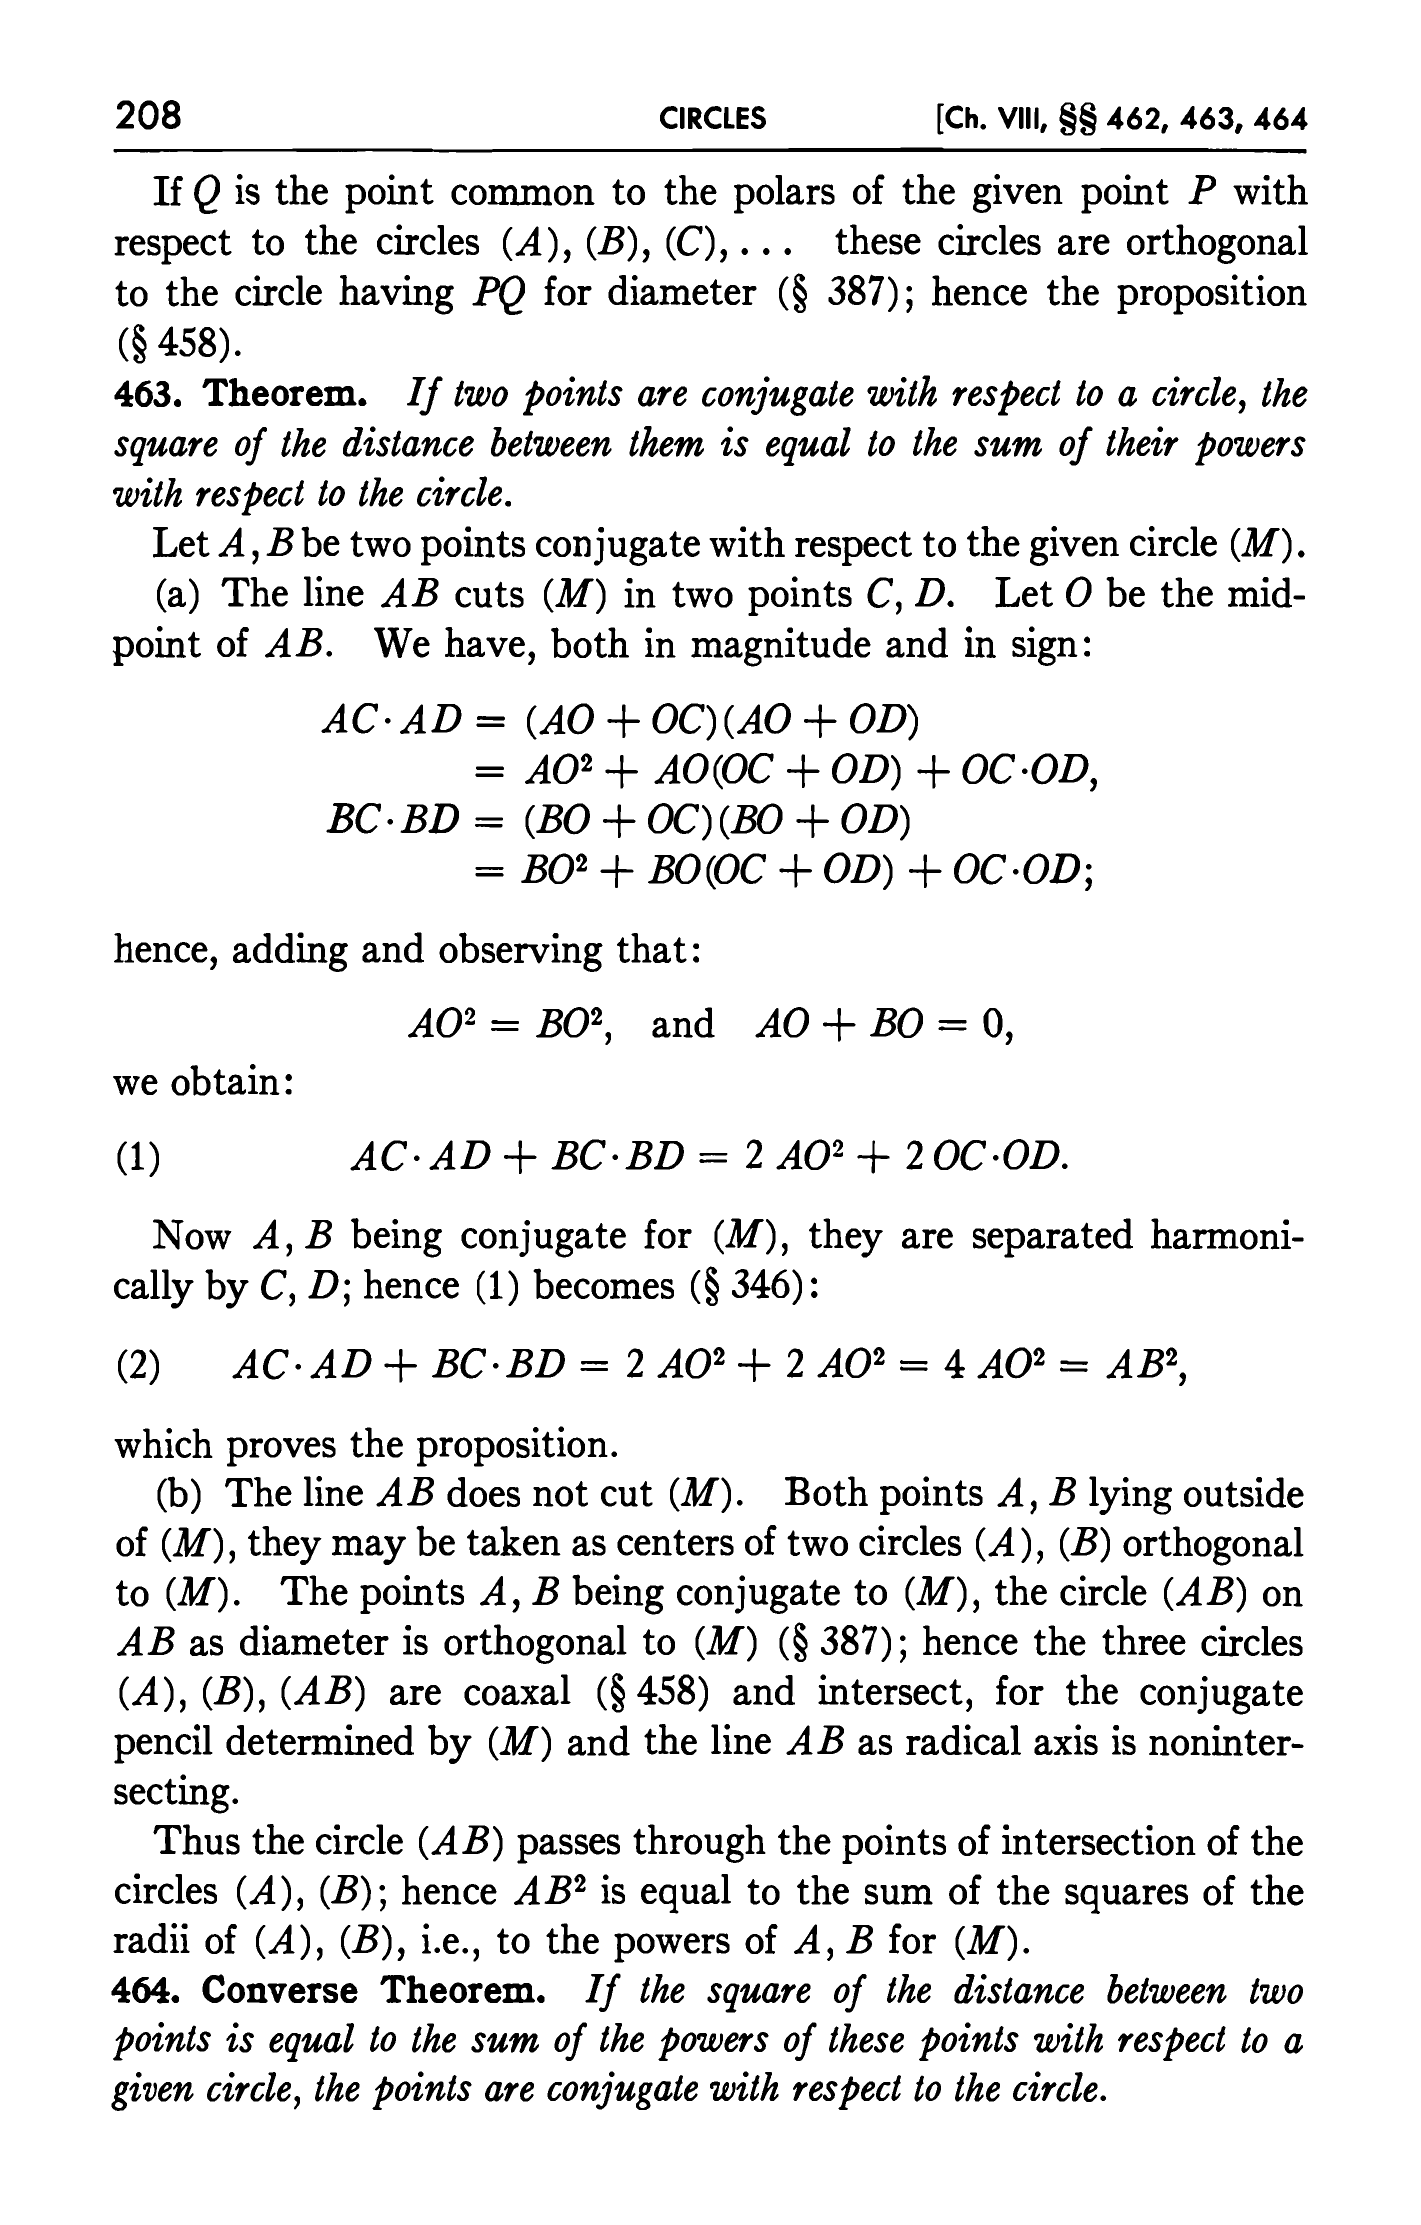 208 CIRCLES [Ch. VIII, §§ 462, 463, 464
If Q is the point common to the polars of the given point P with
respect to the circles (A), (B), (C), . . . these circles are orthogonal
to the circle having PQ for diameter (§ 387); hence the proposition
(§ 458).
463. Theorem. If two points are conjugate with respect to a circle, the
square of the distance between them is equal to the sum of their powers
with respect to the circle.
Let A, B be two points conjugate with respect to the given circle (M).
(a) The line AB cuts (M) in two points C, D. Let O be the mid-
point of AB. We have, both in magnitude and in sign:
AC·AD = (AO + OC)(AO + OD)
= AO² + AO(OC + OD) + OC·OD,
BC·BD = (BO + OC)(BO + OD)
= BO² + BO(OC + OD) + OC·OD;
hence, adding and observing that:
AO² = BO², and AO + BO = 0,
we obtain:
(1) AC·AD + BC·BD = 2 AO² + 2 OC·OD.
Now A, B being conjugate for (M), they are separated harmoni-
cally by C, D; hence (1) becomes (§ 346):
(2) AC·AD + BC·BD = 2 AO² + 2 AO² = 4 AO² = AB²,
which proves the proposition.
(b) The line AB does not cut (M). Both points A, B lying outside
of (M), they may be taken as centers of two circles (A), (B) orthogonal
to (M). The points A, B being conjugate to (M), the circle (AB) on
AB as diameter is orthogonal to (M) (§ 387); hence the three circles
(A), (B), (AB) are coaxal (§ 458) and intersect, for the conjugate
pencil determined by (M) and the line AB as radical axis is noninter-
secting.
Thus the circle (AB) passes through the points of intersection of the
circles (A), (B); hence AB² is equal to the sum of the squares of the
radii of (A), (B), i.e., to the powers of A, B for (M).
464. Converse Theorem. If the square of the distance between two
points is equal to the sum of the powers of these points with respect to a
given circle, the points are conjugate with respect to the circle.